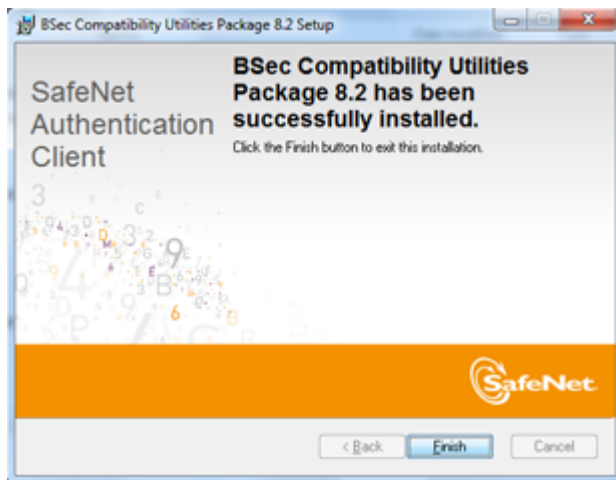 BSec Compatibility Utilities Package 8.2 Setup
SafeNet
Authentication
Client
BSec Compatibility Utilities
Package 8.2 has been
successfully installed.
Click the Finish button to exit this installation.
SafeNet.
< Back
Finish
Cancel